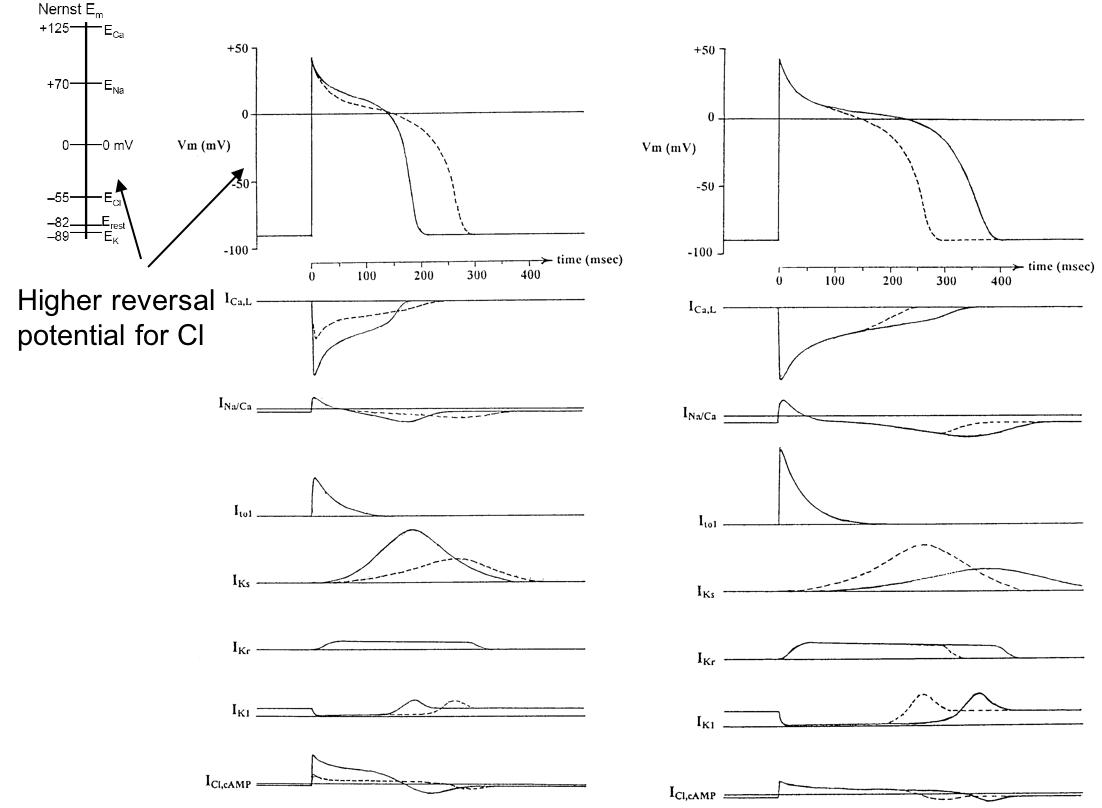 Nernst Em
+125 ECa
+70 ENa
0 0 mV
–55 ECl
–82 Erest
–89 EK
Higher reversal
potential for Cl
+50
0
Vm (mV)
-50
-100
0 100 200 300 400 time (msec)
ICa,L
INa/Ca
Ito1
IKs
IKr
IK1
ICl,cAMP
+50
0
Vm (mV)
-50
-100
0 100 200 300 400 time (msec)
ICa,L
INa/Ca
Ito1
IKs
IKr
IK1
ICl,cAMP